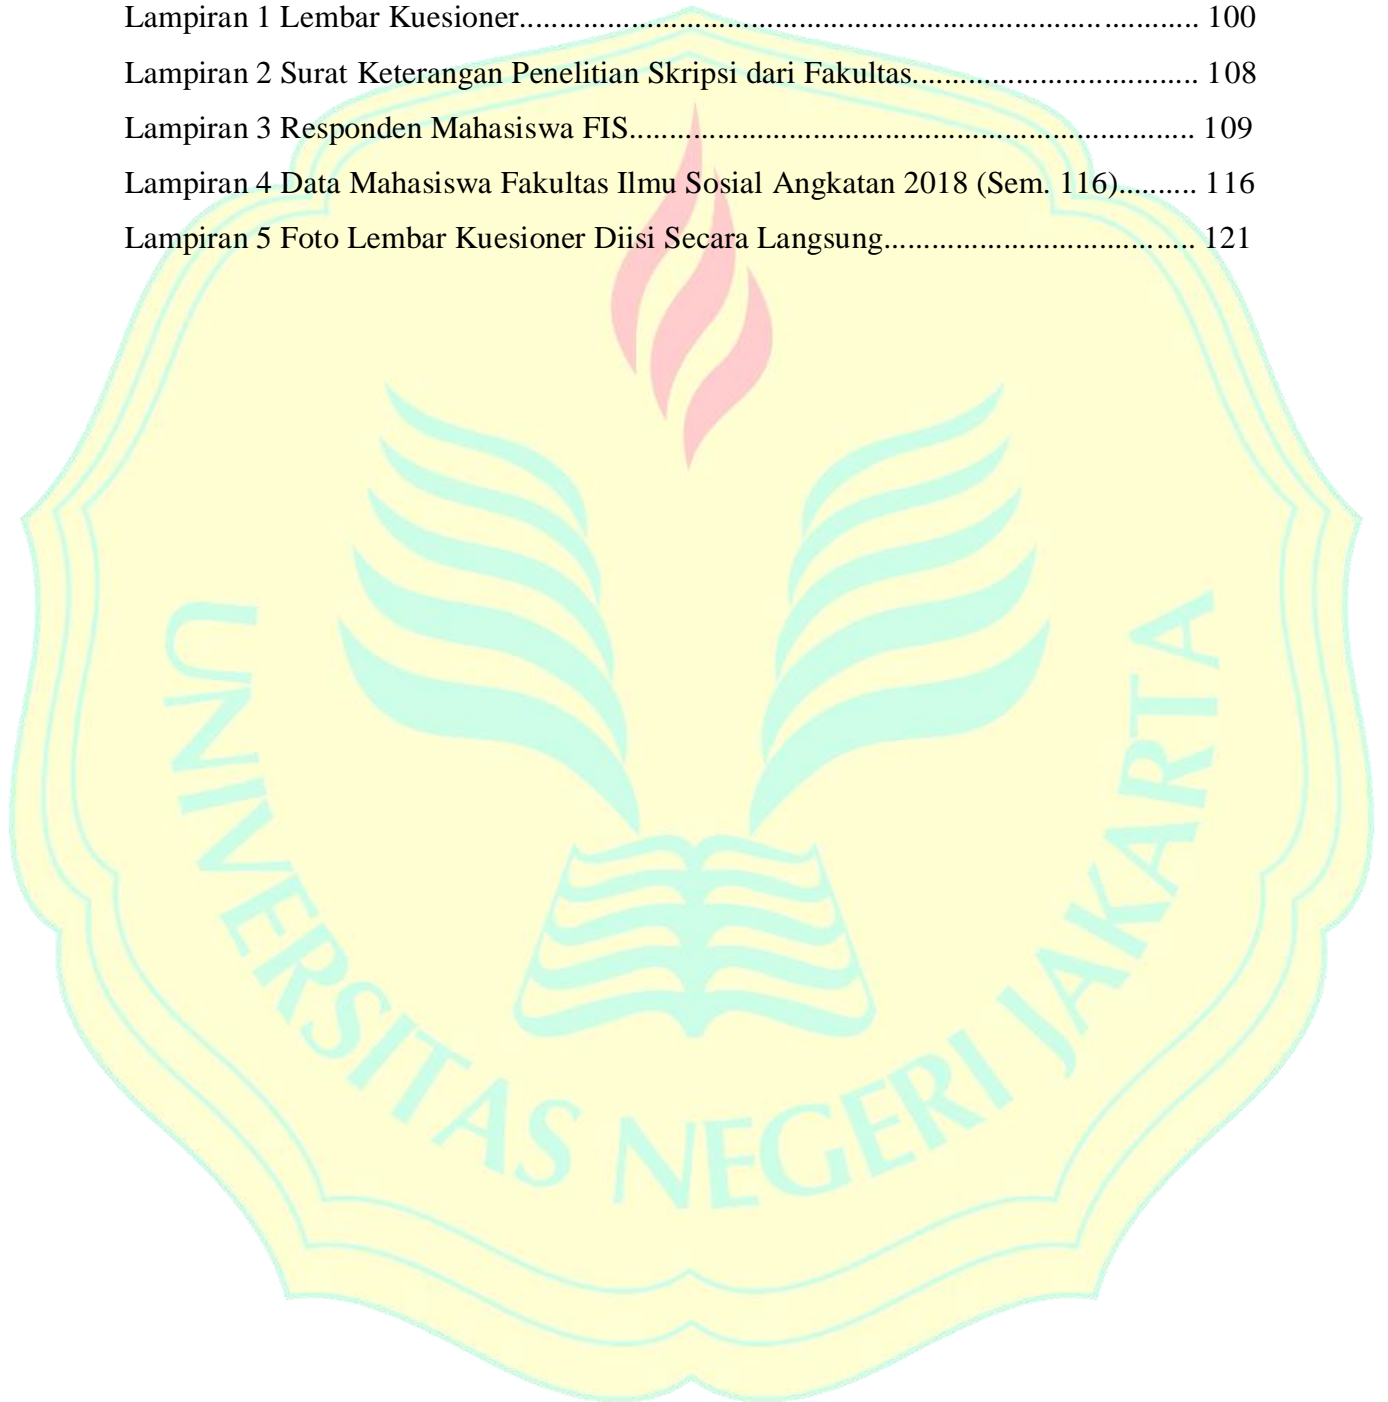 Lampiran 1 Lembar Kuesioner.................................................................................... 100
Lampiran 2 Surat Keterangan Penelitian Skripsi dari Fakultas.................................... 108
Lampiran 3 Responden Mahasiswa FIS...................................................................... 109
Lampiran 4 Data Mahasiswa Fakultas Ilmu Sosial Angkatan 2018 (Sem. 116).......... 116
Lampiran 5 Foto Lembar Kuesioner Diisi Secara Langsung....................................... 121
UNIVERSITAS NEGERI JAKARTA